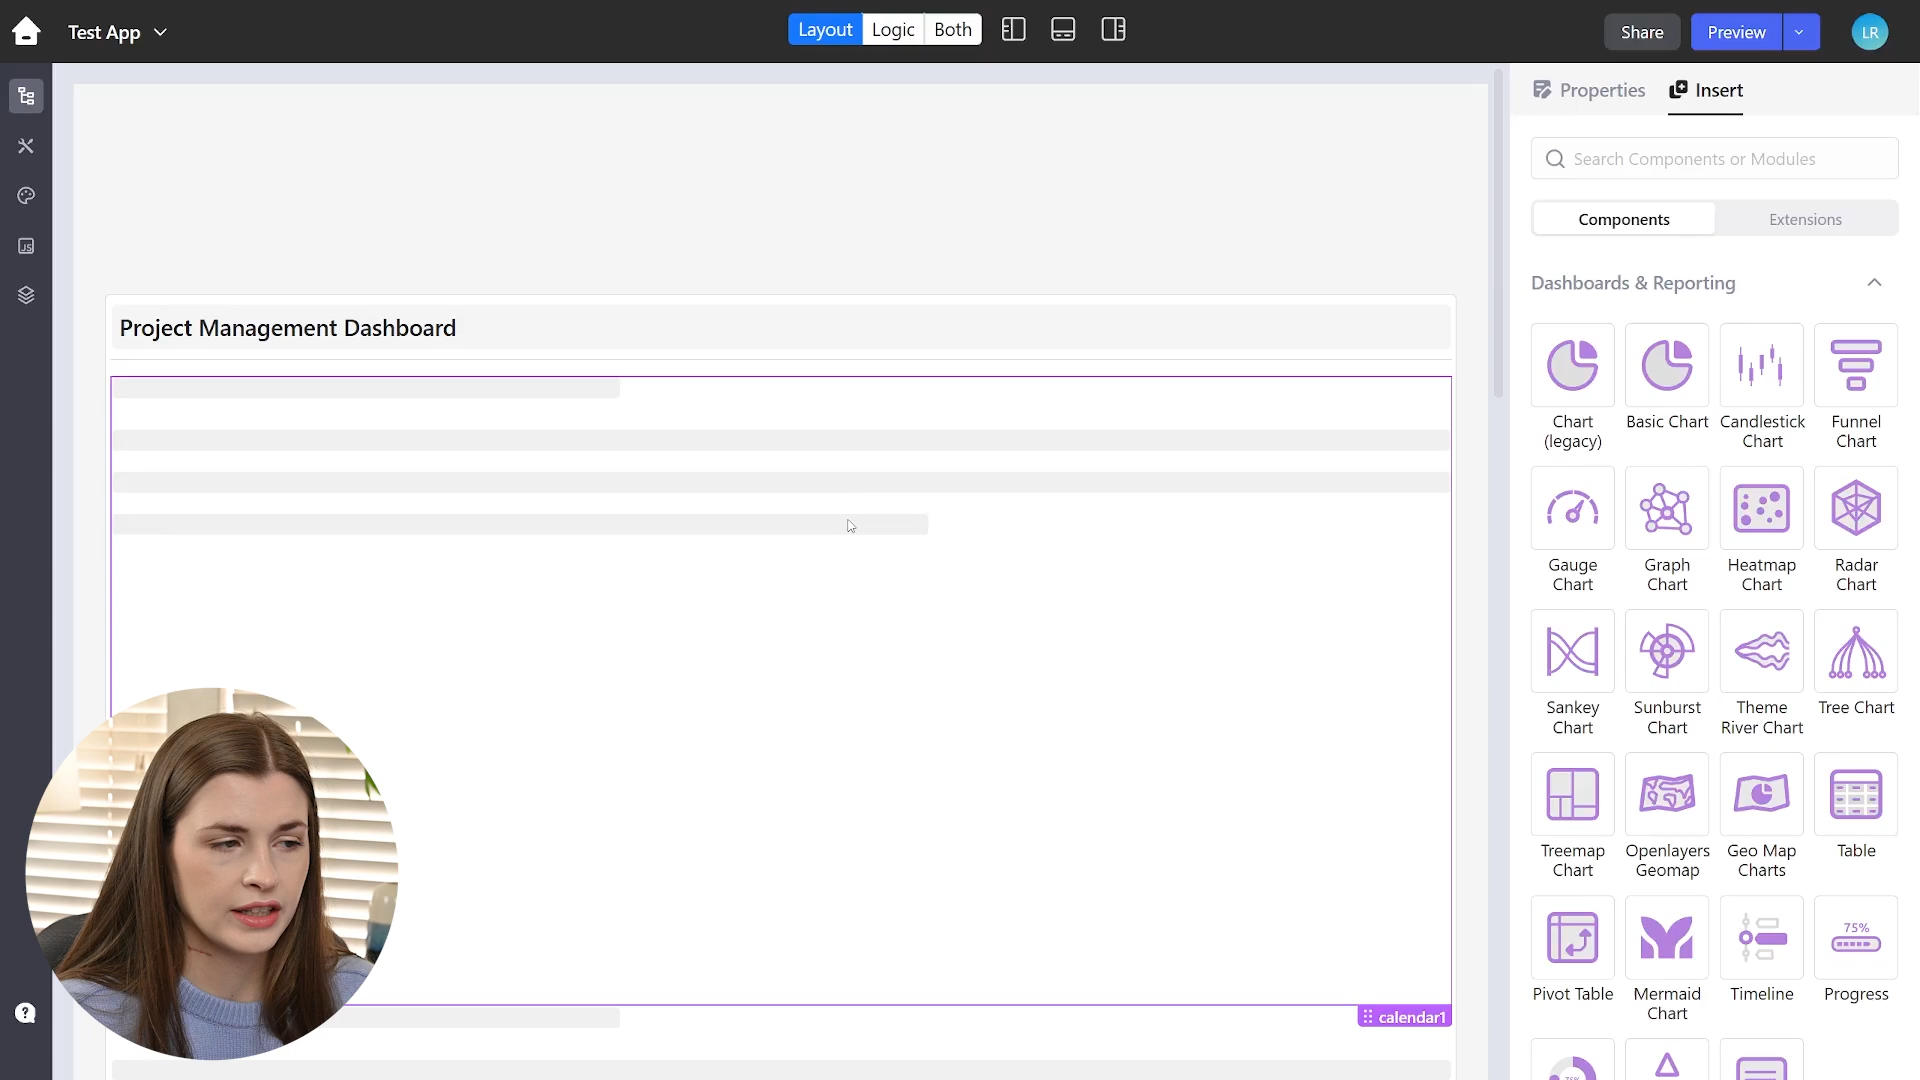 Test App
Layout Logic Both
Share
Preview
LR
Properties
Insert
Search Components or Modules
Components
Extensions
Dashboards & Reporting
Project Management Dashboard
JS
Chart
(legacy)
Basic Chart
Candlestick
Chart
Funnel
Chart
Gauge
Chart
Graph
Chart
Heatmap
Chart
Radar
Chart
Sankey
Chart
Sunburst
Chart
Theme
River Chart
Tree Chart
Treemap
Chart
Openlayers
Geomap
Geo Map
Charts
Table
75%
Pivot Table
Mermaid
Chart
Timeline
Progress
calendar1
?
75%